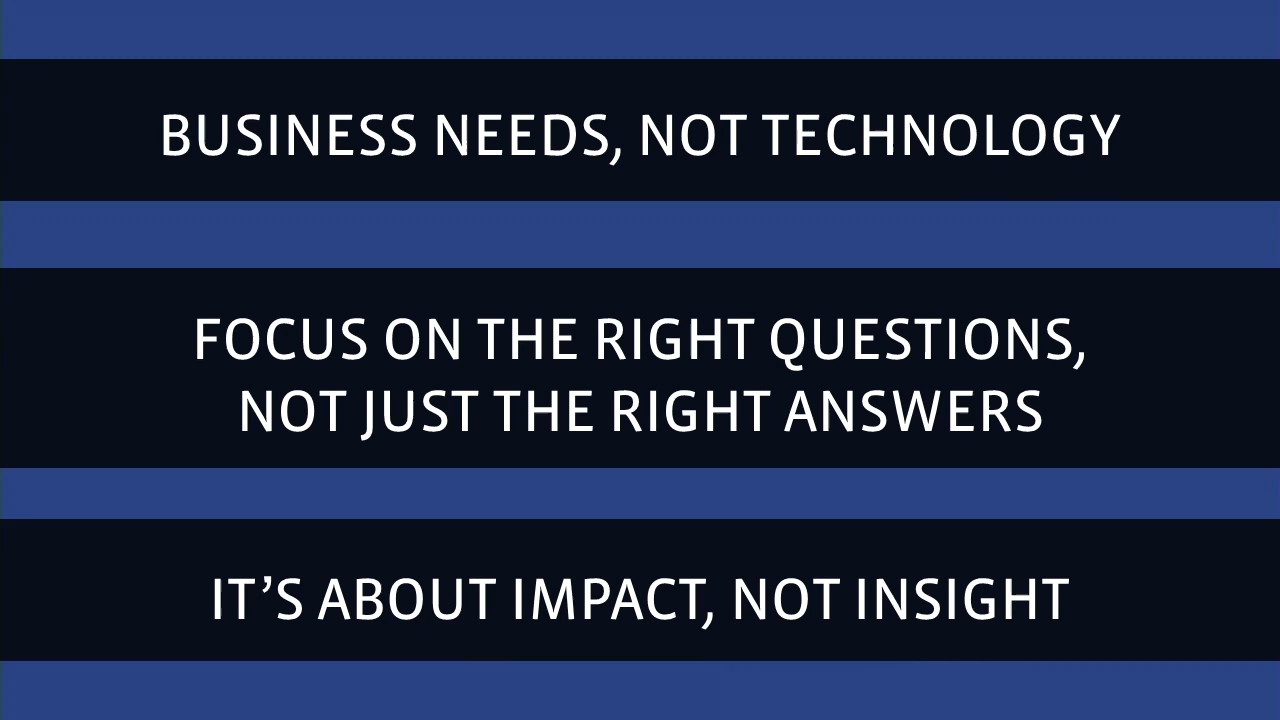 BUSINESS NEEDS, NOT TECHNOLOGY
FOCUS ON THE RIGHT QUESTIONS,
NOT JUST THE RIGHT ANSWERS
IT’S ABOUT IMPACT, NOT INSIGHT